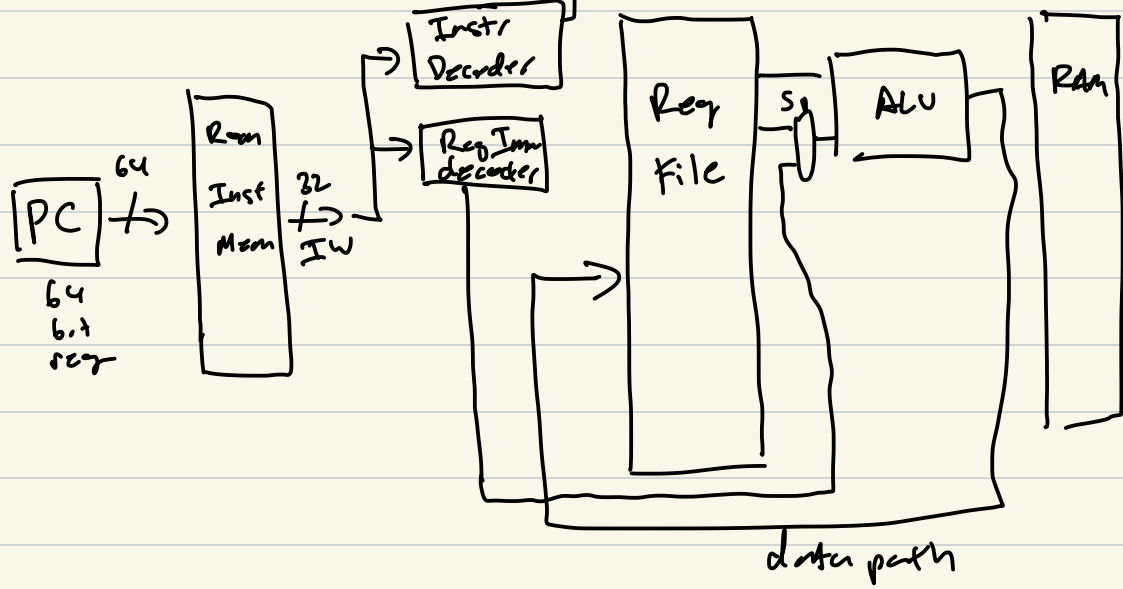 Instr
Decoder
Reg Imm
decoder
Rom
Inst
Mem
64
PC
64
bit
reg
32
IW
Reg
File
S
ALU
RAM
data path